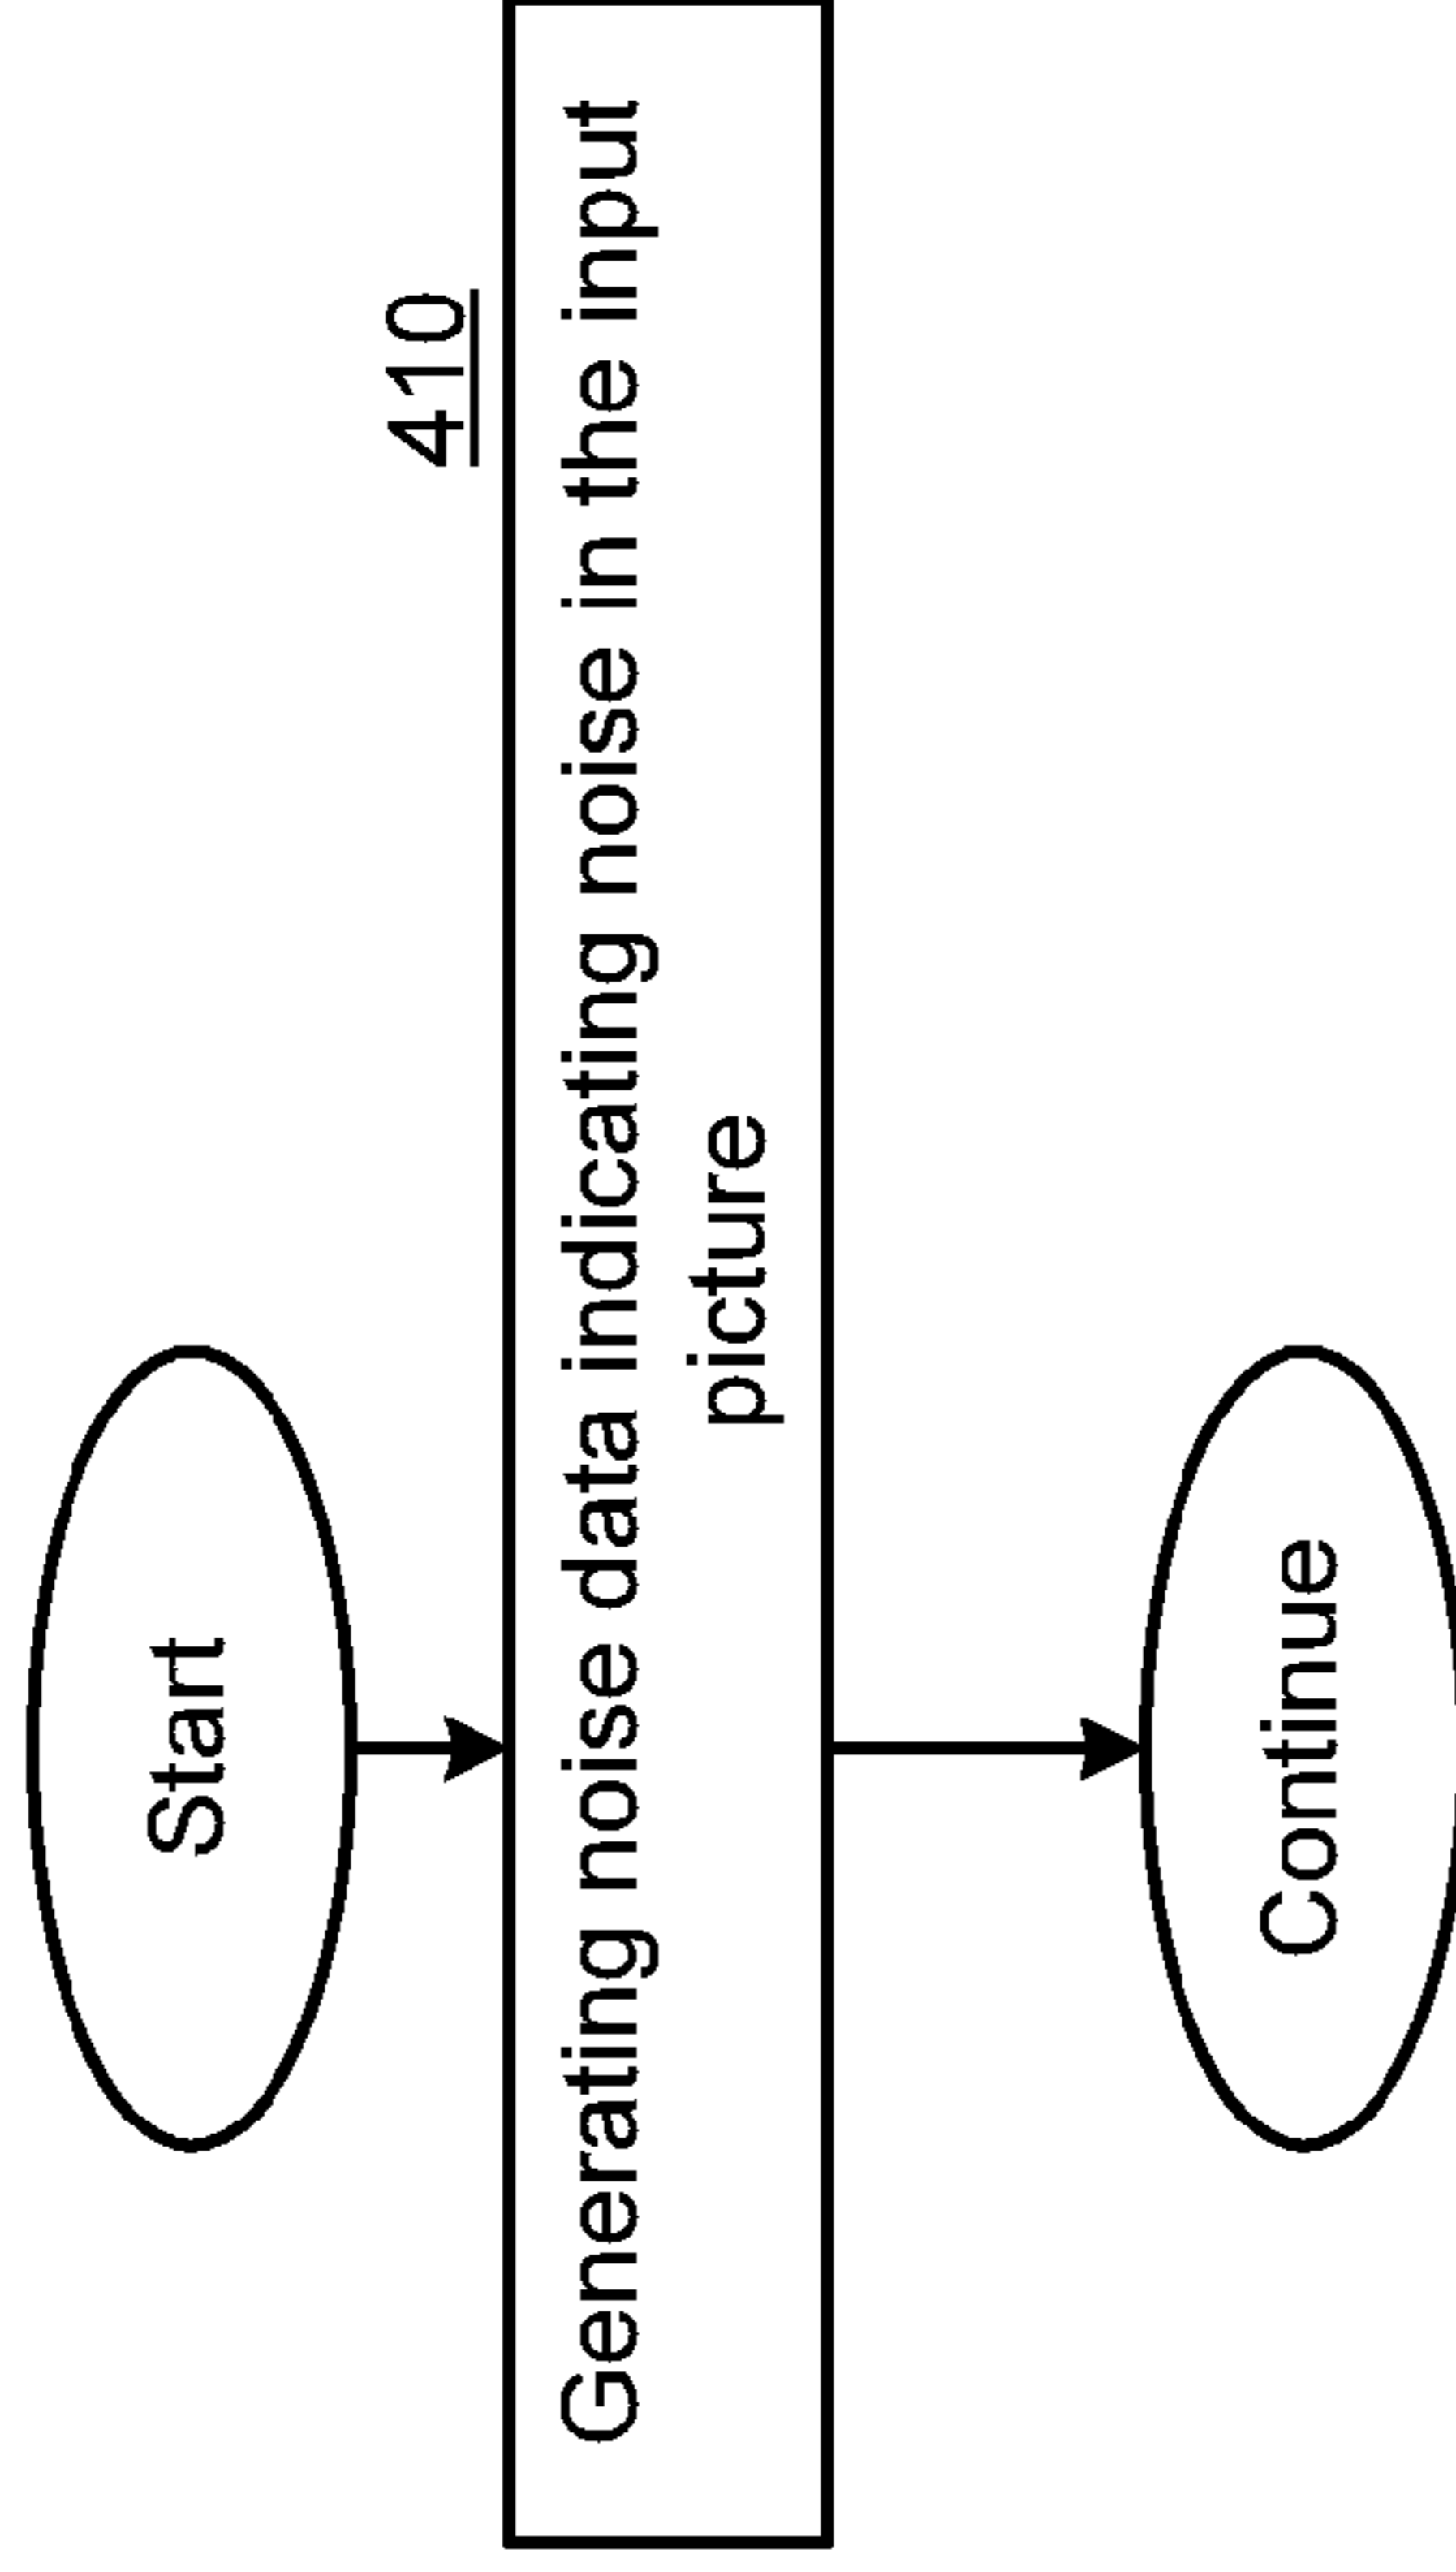 Start
410
Generating noise data indicating noise in the input
picture
Continue